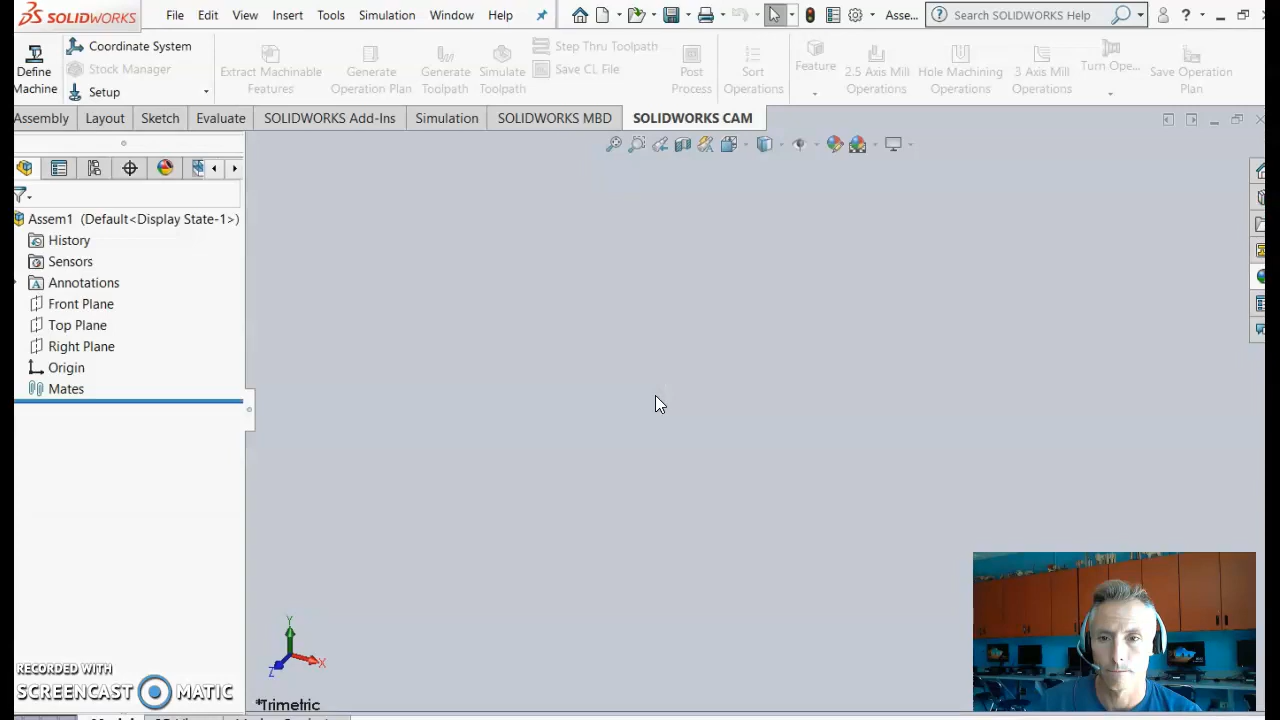 SOLIDWORKS File Edit View Insert Tools Simulation Window Help Asse... Search SOLIDWORKS Help ?
Define Machine
Coordinate System
Stock Manager
Setup
Extract Machinable Features
Generate Operation Plan
Generate Toolpath
Simulate Toolpath
Step Thru Toolpath
Save CL File
Post Process
Sort Operations
Feature
2.5 Axis Mill Operations
Hole Machining Operations
3 Axis Mill Operations
Turn Ope...
Save Operation Plan
Assembly Layout Sketch Evaluate SOLIDWORKS Add-Ins Simulation SOLIDWORKS MBD SOLIDWORKS CAM
Assem1 (Default<Display State-1>)
History
Sensors
Annotations
Front Plane
Top Plane
Right Plane
Origin
Mates
Y
X
Z
RECORDED WITH
SCREENCAST MATIC
*Trimetric